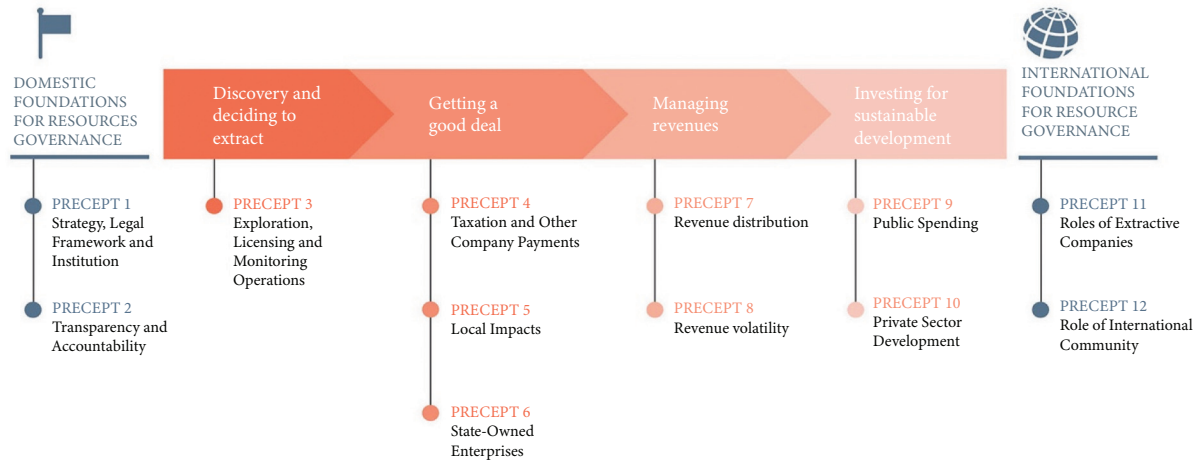 DOMESTIC
FOUNDATIONS
FOR RESOURCES
GOVERNANCE
PRECEPT 1
Strategy, Legal
Framework and
Institution
PRECEPT 2
Transparency and
Accountability
Discovery and
deciding to
extract
PRECEPT 3
Exploration,
Licensing and
Monitoring
Operations
Getting a
good deal
PRECEPT 4
Taxation and Other
Company Payments
PRECEPT 5
Local Impacts
PRECEPT 6
State-Owned
Enterprises
Managing
revenues
PRECEPT 7
Revenue distribution
PRECEPT 8
Revenue volatility
Investing for
sustainable
development
PRECEPT 9
Public Spending
PRECEPT 10
Private Sector
Development
INTERNATIONAL
FOUNDATIONS
FOR RESOURCE
GOVERNANCE
PRECEPT 11
Roles of Extractive
Companies
PRECEPT 12
Role of International
Community